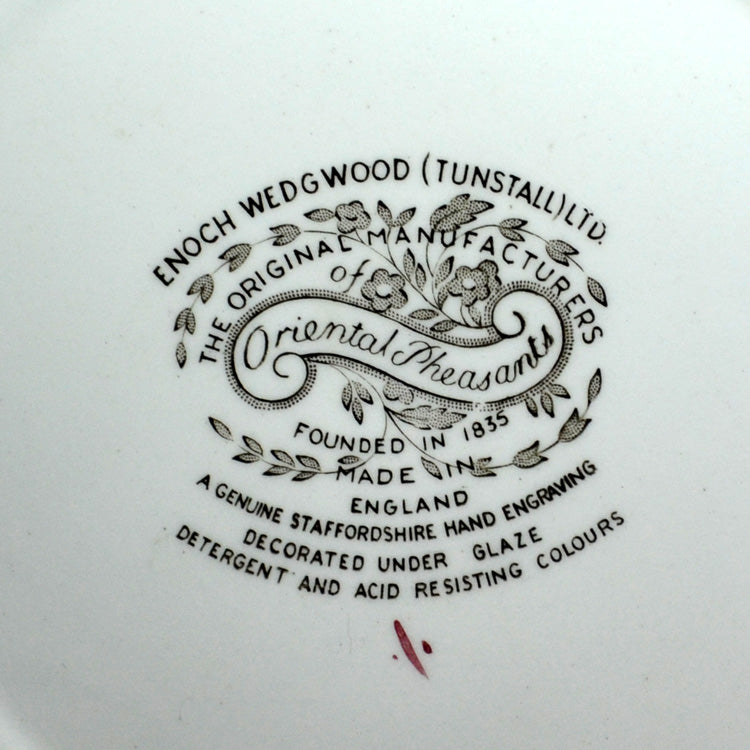 ENOCH WEDGWOOD (TUNSTALL) LTD.
THE ORIGINAL MANUFACTURERS
of
Oriental Pheasants
FOUNDED IN 1835
MADE IN
ENGLAND
A GENUINE STAFFORDSHIRE HAND ENGRAVING
DECORATED UNDER GLAZE
DETERGENT AND ACID RESISTING COLOURS